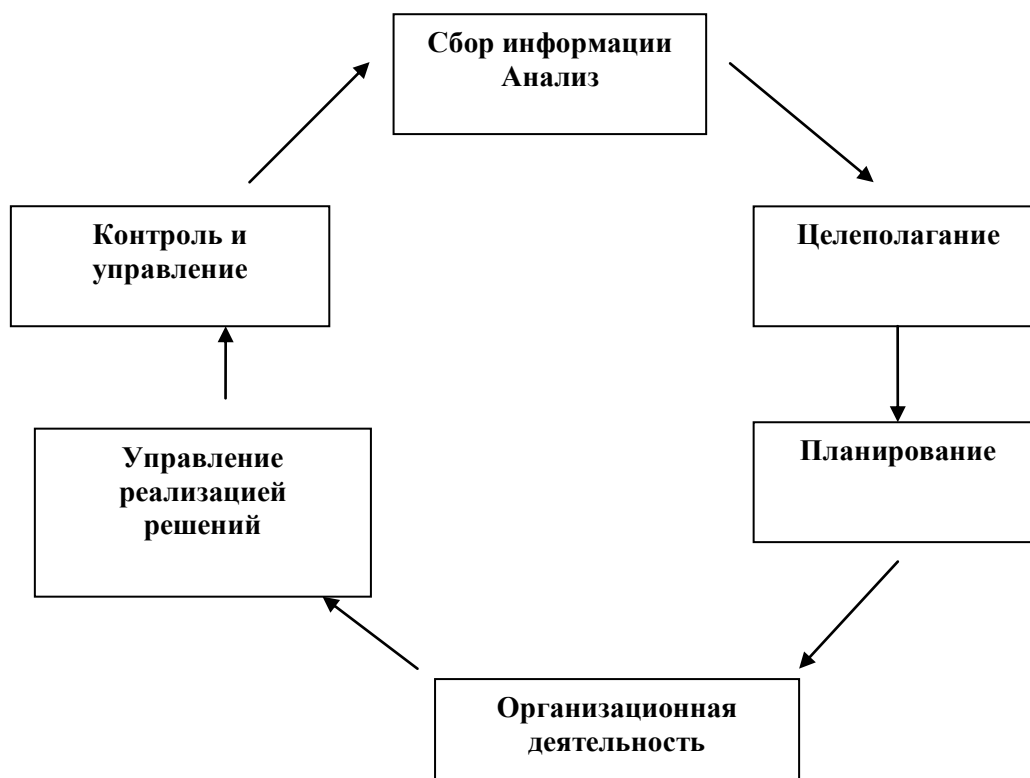 Сбор информации
Анализ
Контроль и
управление
Целеполагание
Управление
реализацией
решений
Планирование
Организационная
деятельность